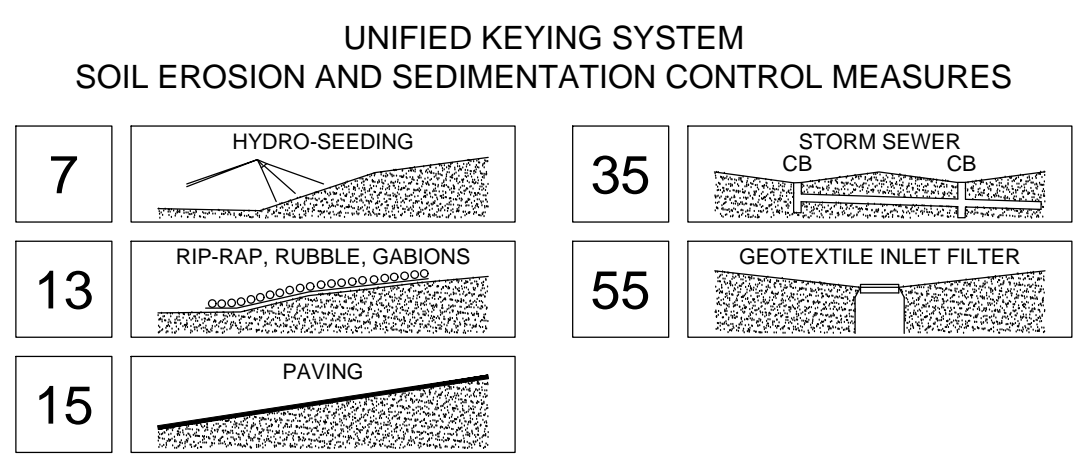 UNIFIED KEYING SYSTEM
SOIL EROSION AND SEDIMENTATION CONTROL MEASURES
7
HYDRO-SEEDING
13
RIP-RAP, RUBBLE, GABIONS
15
PAVING
35
STORM SEWER
CB CB
55
GEOTEXTILE INLET FILTER